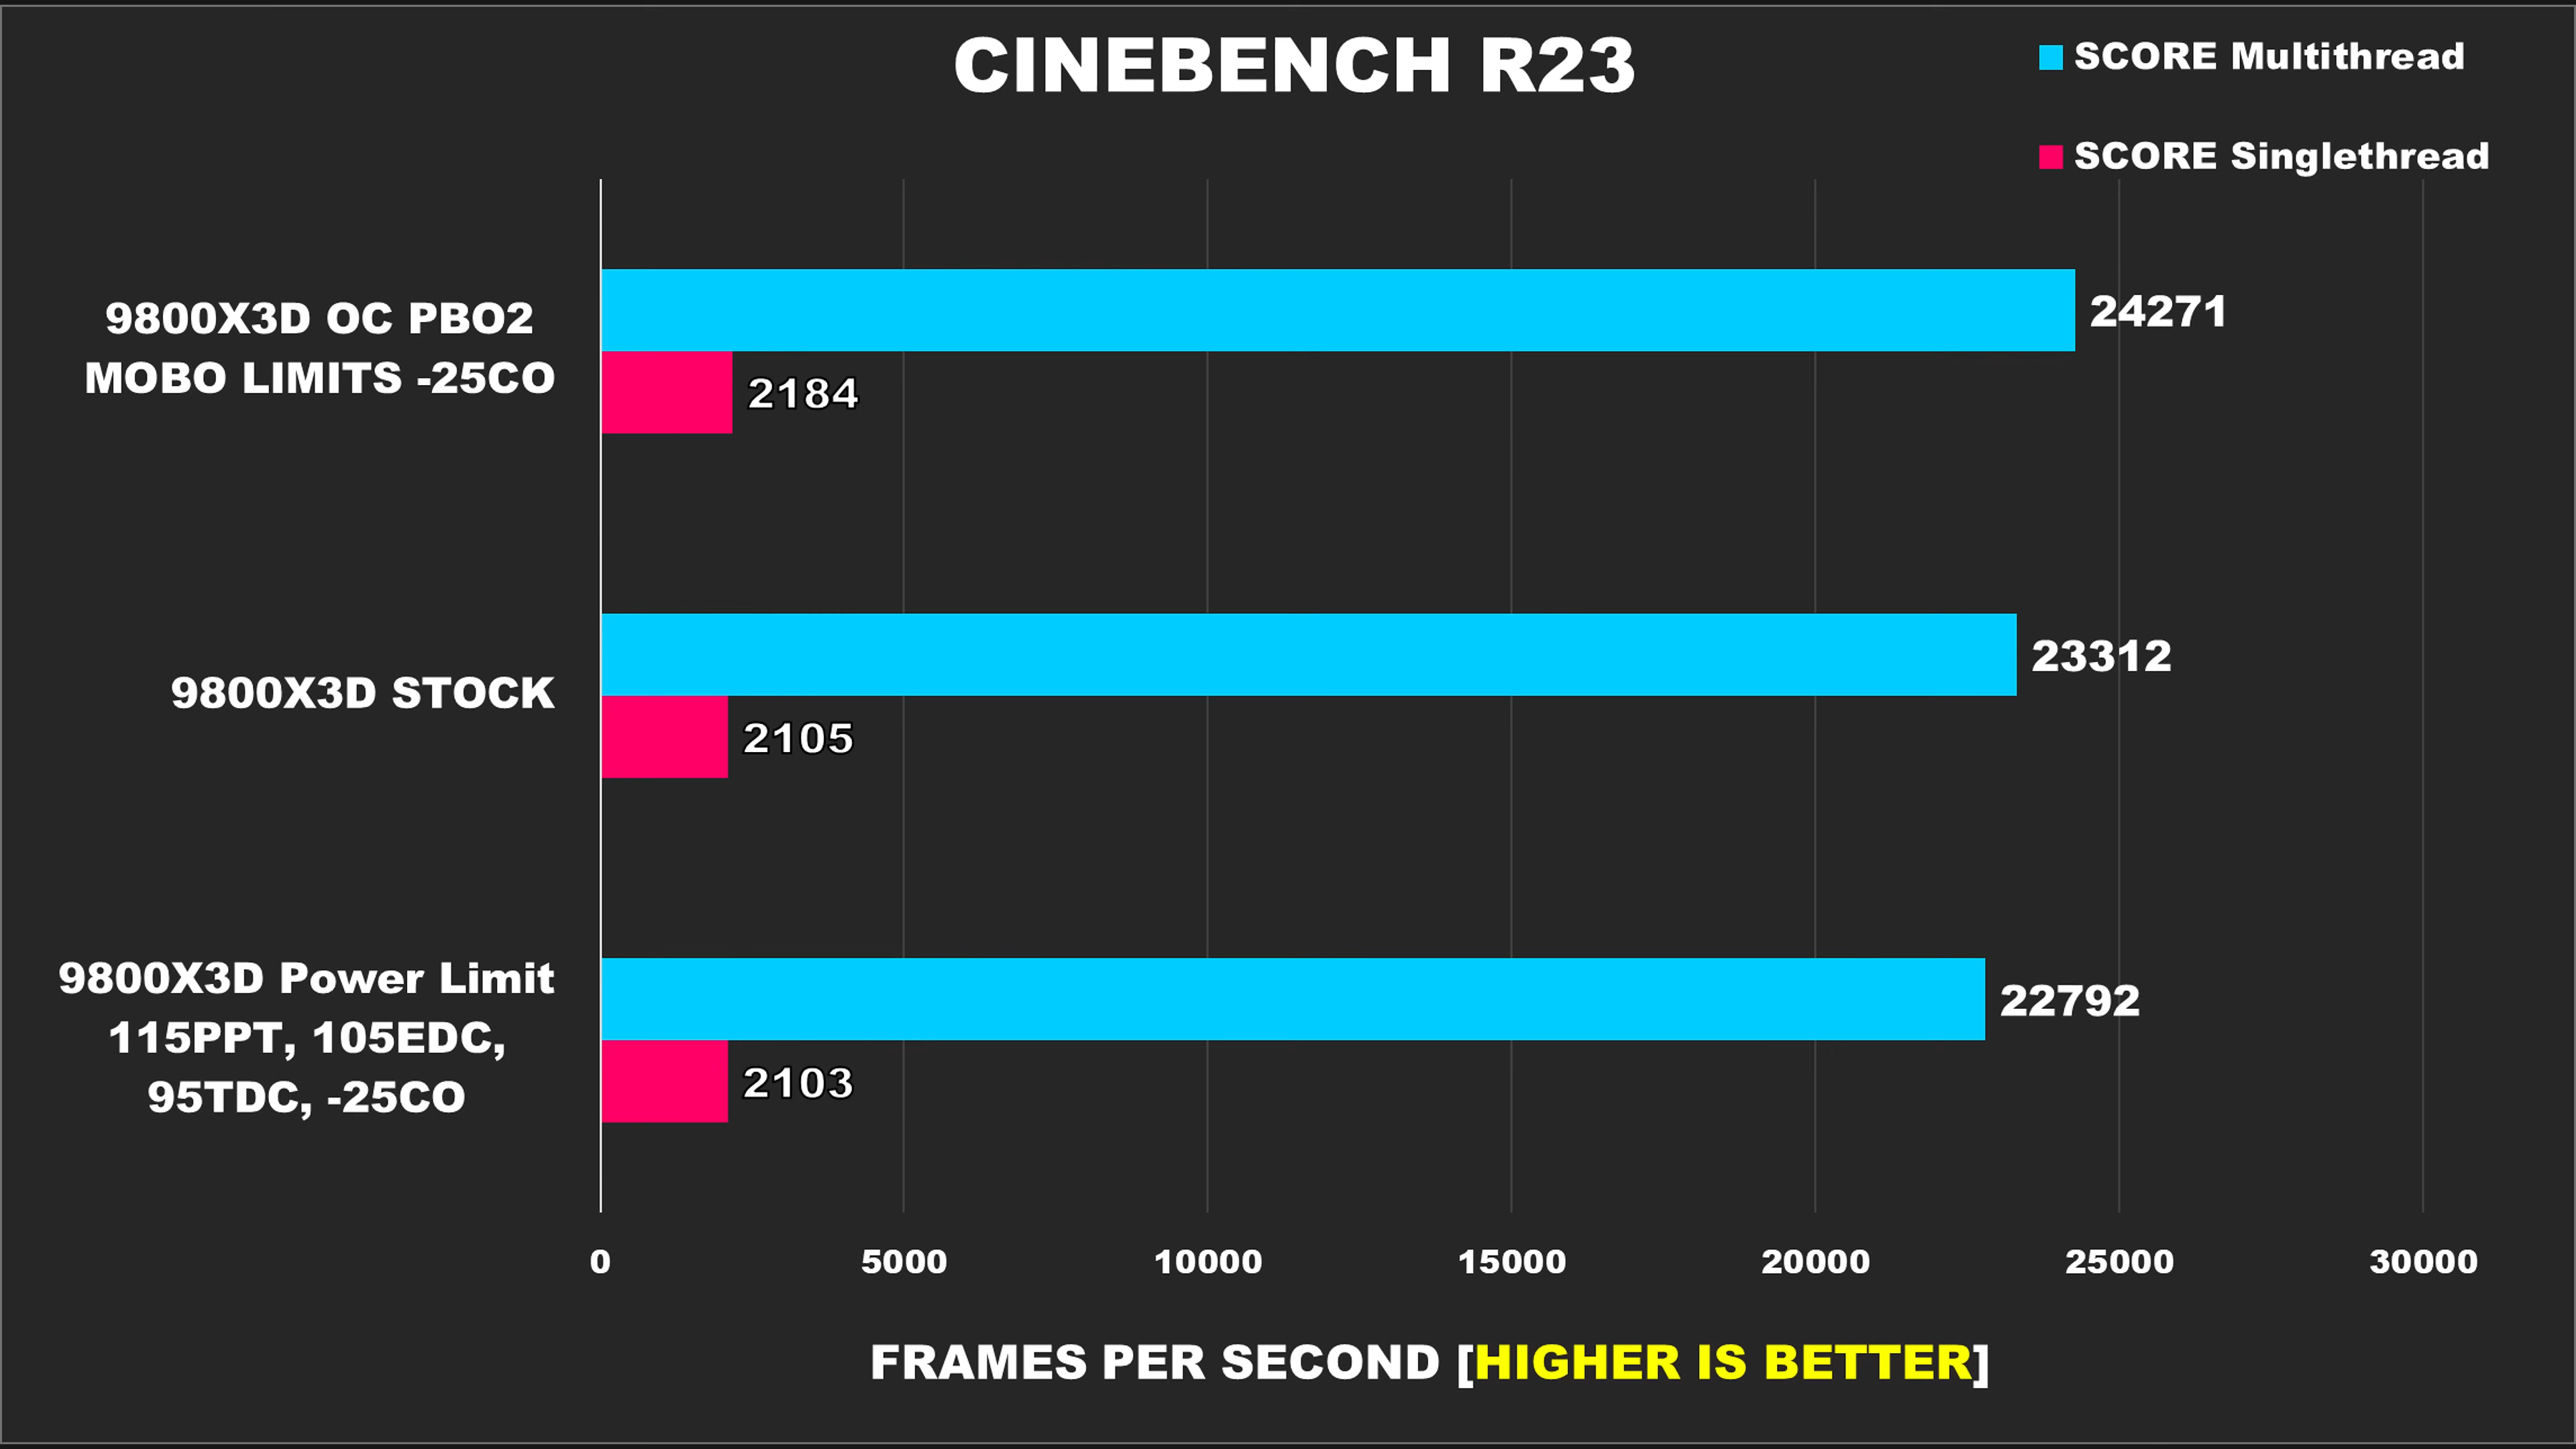 CINEBENCH R23
SCORE Multithread
SCORE Singlethread
9800X3D OC PBO2
MOBO LIMITS -25CO
24271
2184
9800X3D STOCK
23312
2105
9800X3D Power Limit
115PPT, 105EDC,
95TDC, -25CO
22792
2103
0 5000 10000 15000 20000 25000 30000
FRAMES PER SECOND [HIGHER IS BETTER]